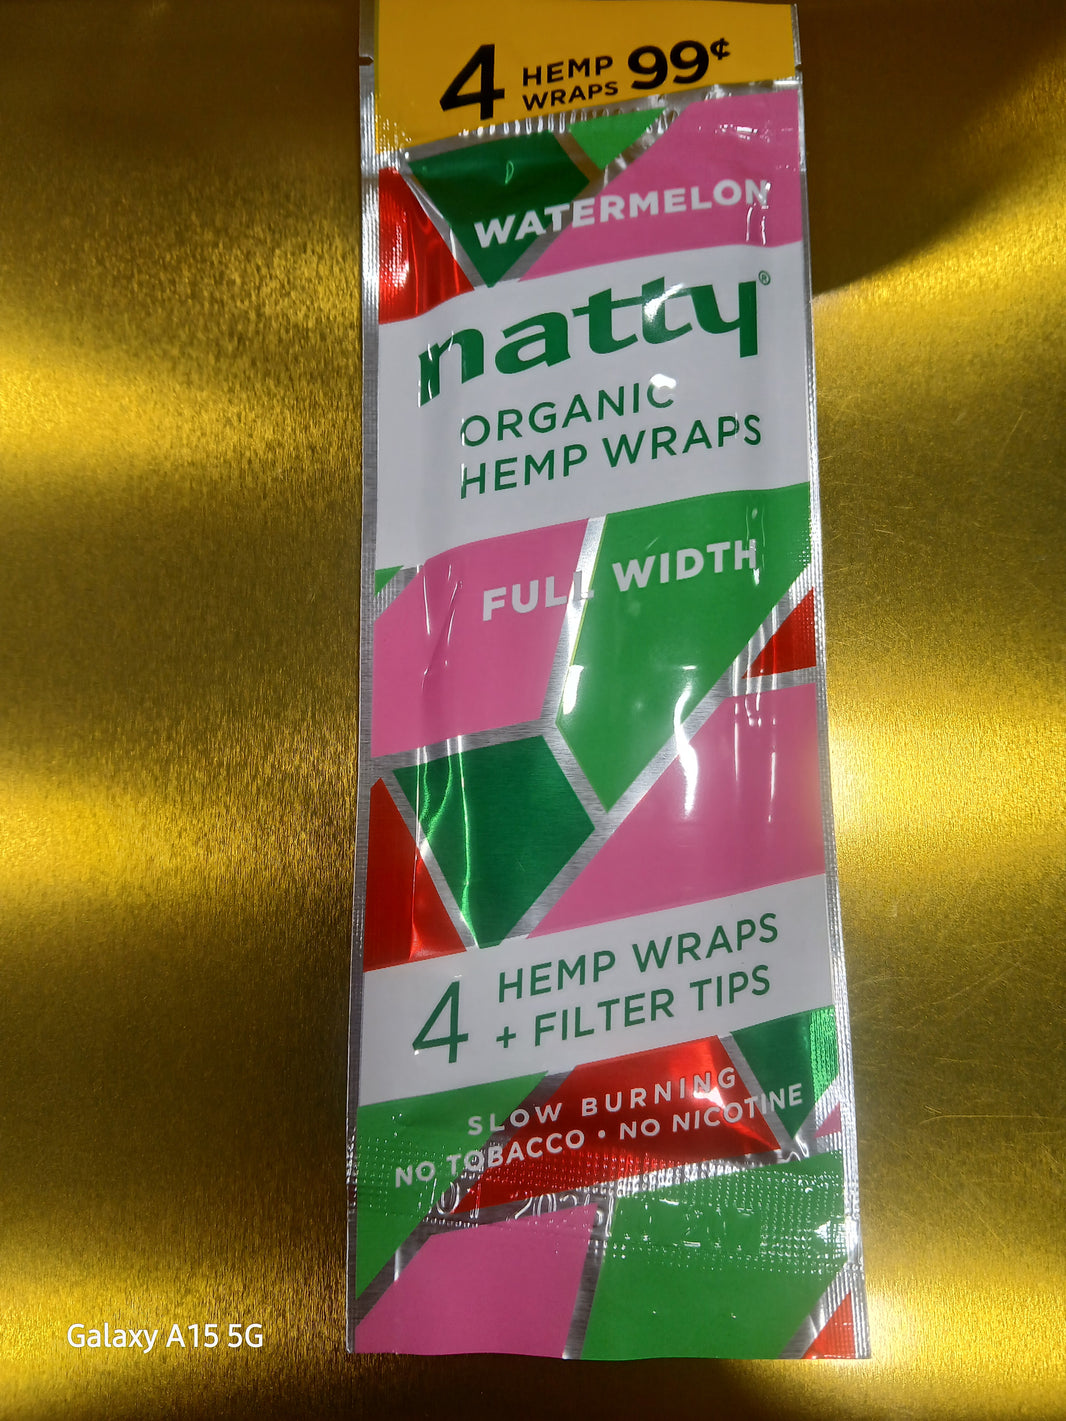 4 HEMP WRAPS 99¢
WATERMELON
natty®
ORGANIC
HEMP WRAPS
FULL WIDTH
4 HEMP WRAPS
+ FILTER TIPS
SLOW BURNING
NO TOBACCO • NO NICOTINE
Galaxy A15 5G